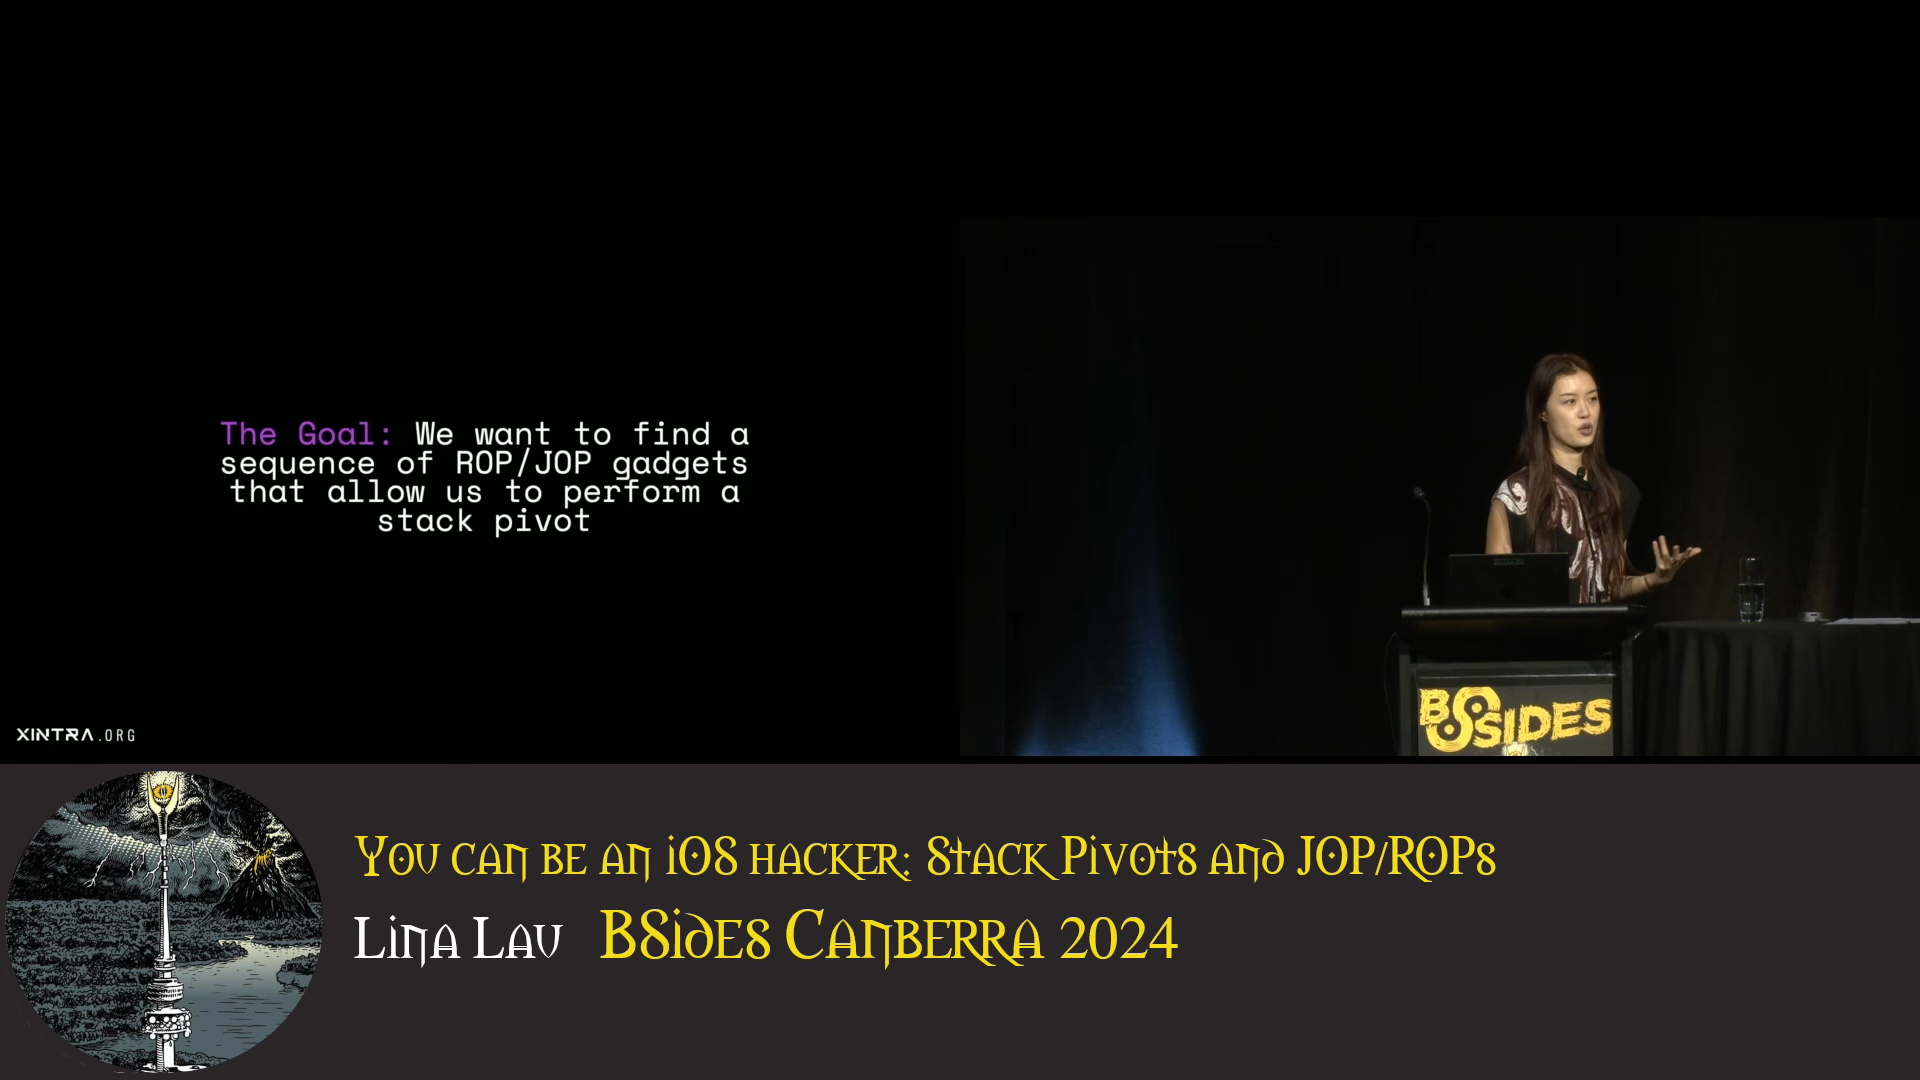 The Goal: We want to find a
sequence of ROP/JOP gadgets
that allow us to perform a
stack pivot
XINTRA.ORG
BSIDES
You can be an iOS hacker: Stack Pivots and JOP/ROPs
Lina Lau BSides Canberra 2024